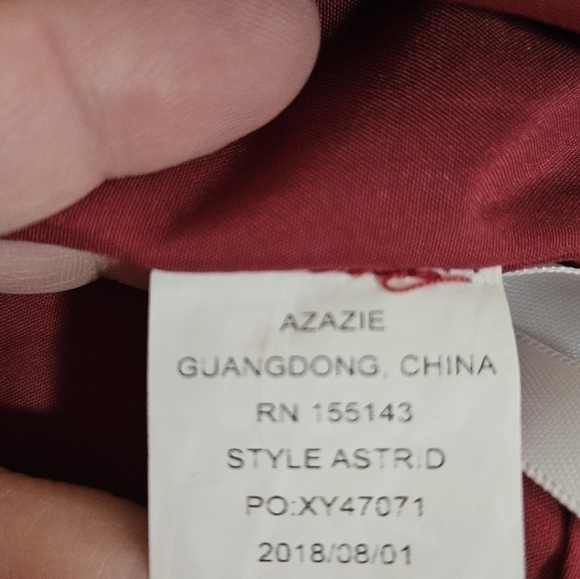 AZAZIE
GUANGDONG, CHINA
RN 155143
STYLE ASTRID
PO:XY47071
2018/08/01